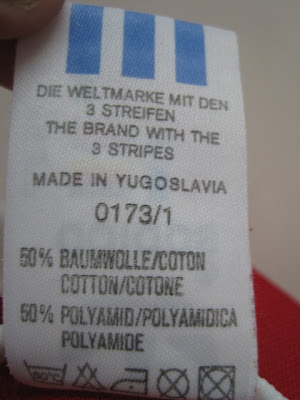 DIE WELTMARKE MIT DEN
3 STREIFEN
THE BRAND WITH THE
3 STRIPES
MADE IN YUGOSLAVIA
0173/1
50% BAUMWOLLE/COTON
COTTON/COTONE
50% POLYAMID/POLYAMIDICA
POLYAMIDE